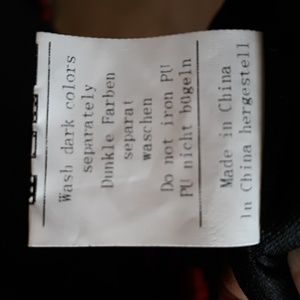 Wash dark colors
separately
Dunkle Farben
separat
waschen
Do not iron PU
PU nicht bügeln
Made in China
In China hergestell